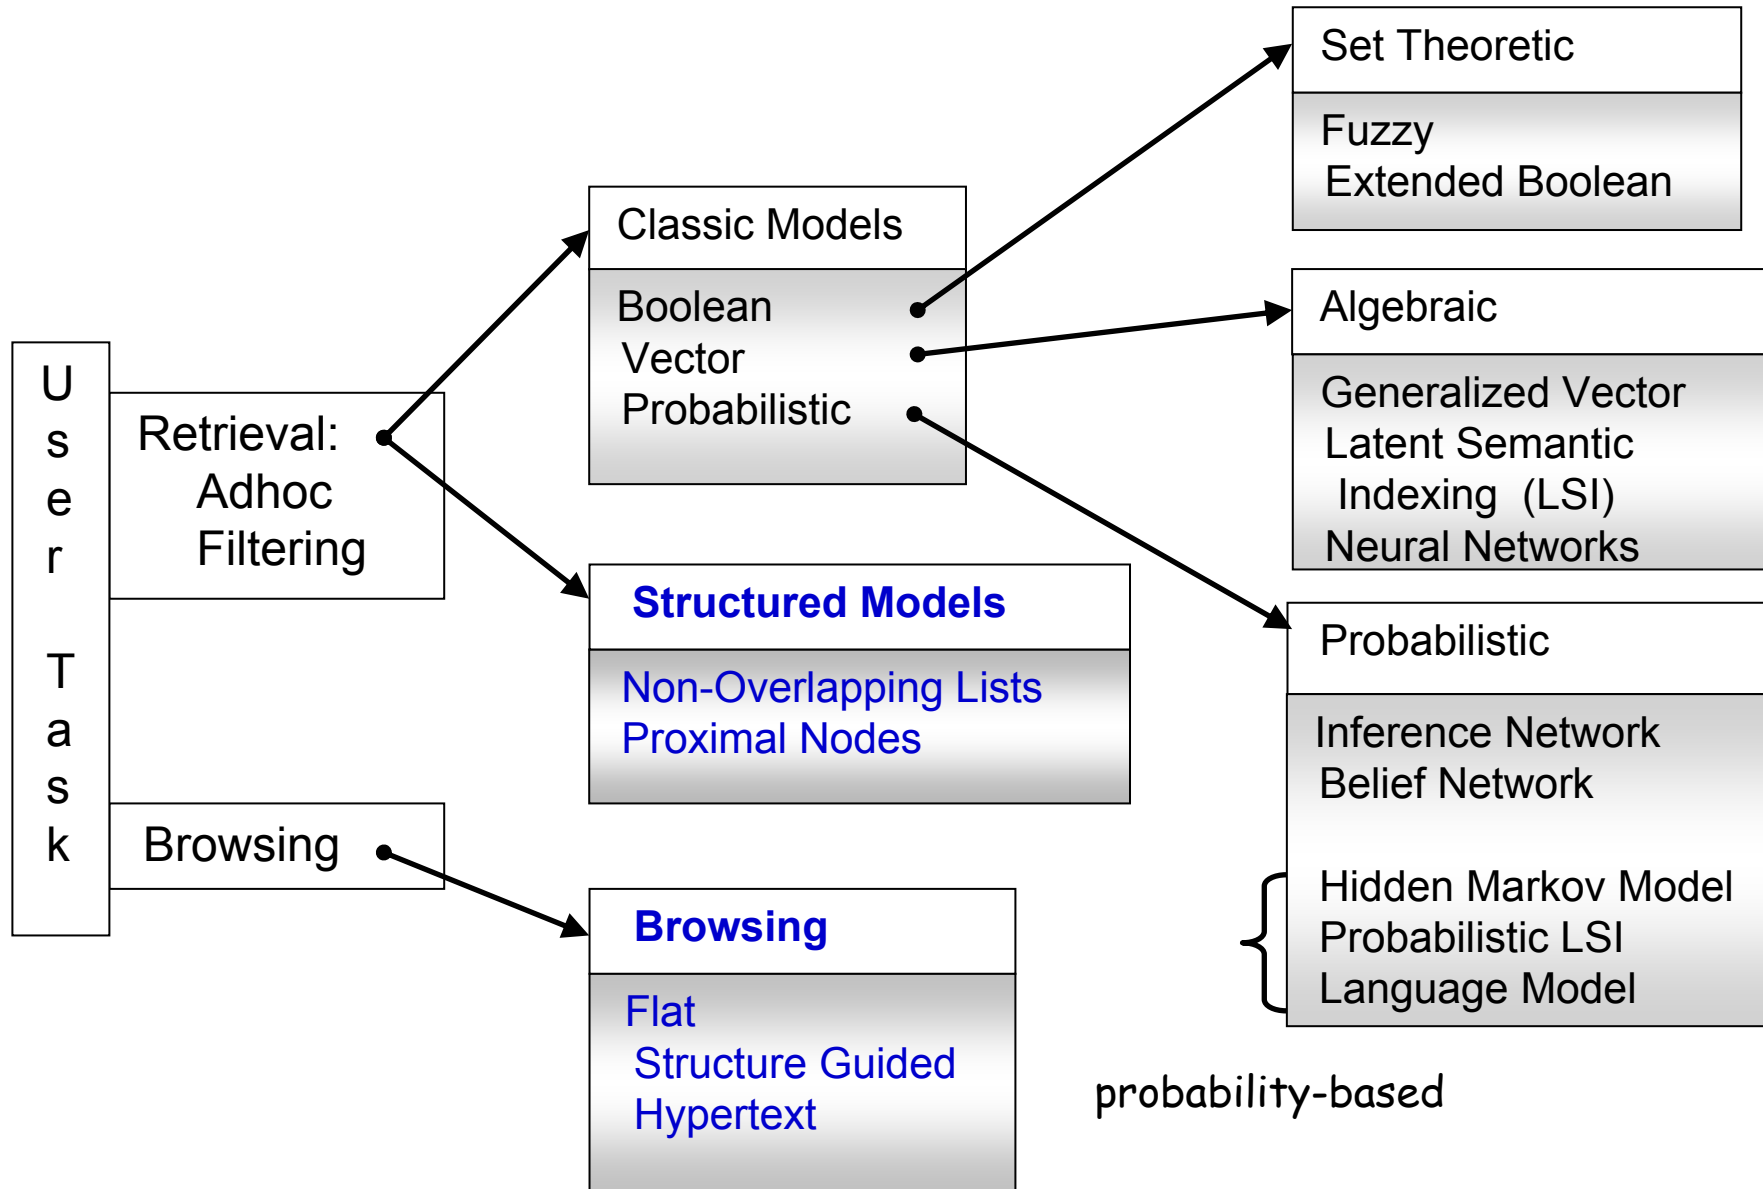 User Task
Retrieval:
Adhoc
Filtering
Browsing
Classic Models
Boolean
Vector
Probabilistic
Structured Models
Non-Overlapping Lists
Proximal Nodes
Browsing
Flat
Structure Guided
Hypertext
Set Theoretic
Fuzzy
Extended Boolean
Algebraic
Generalized Vector
Latent Semantic
Indexing (LSI)
Neural Networks
Probabilistic
Inference Network
Belief Network
Hidden Markov Model
Probabilistic LSI
Language Model
probability-based